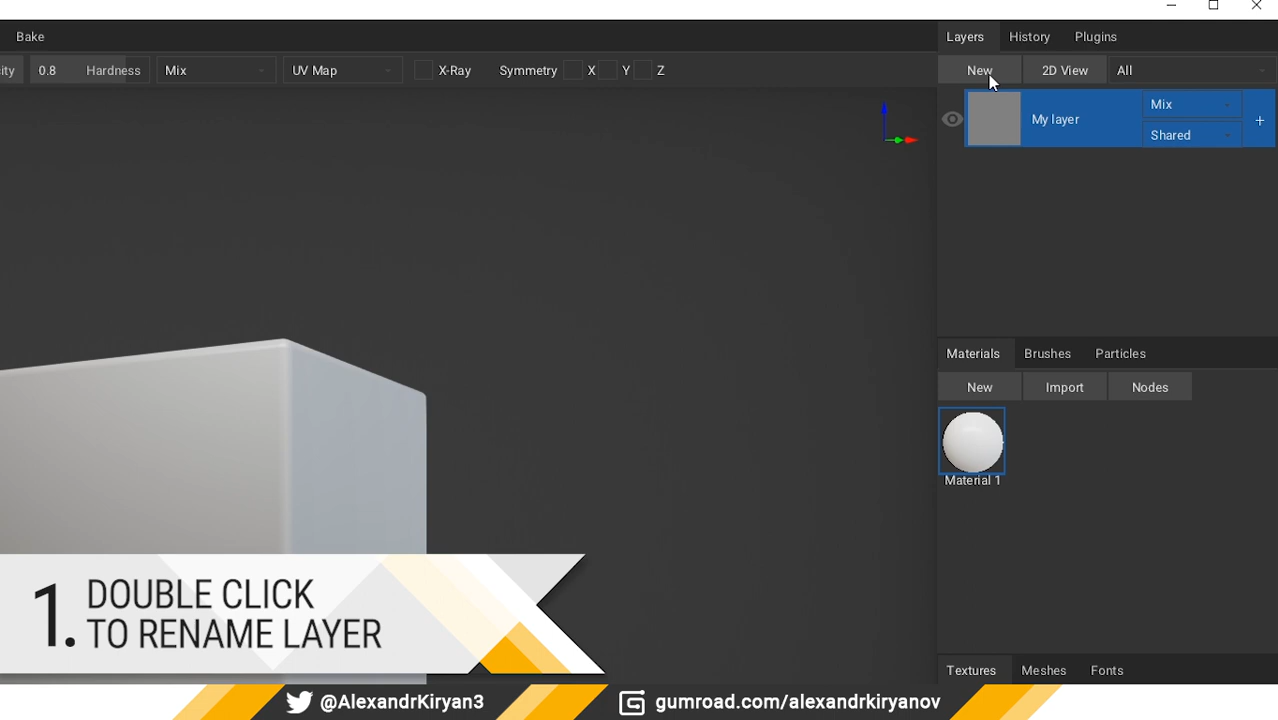 Bake
Layers History Plugins
ity 0.8 Hardness Mix UV Map X-Ray Symmetry X Y Z
New 2D View All
My layer Mix
Shared
+
Materials Brushes Particles
New Import Nodes
Material 1
1. DOUBLE CLICK
TO RENAME LAYER
Textures Meshes Fonts
@AlexandrKiryan3 gumroad.com/alexandrkiryanov